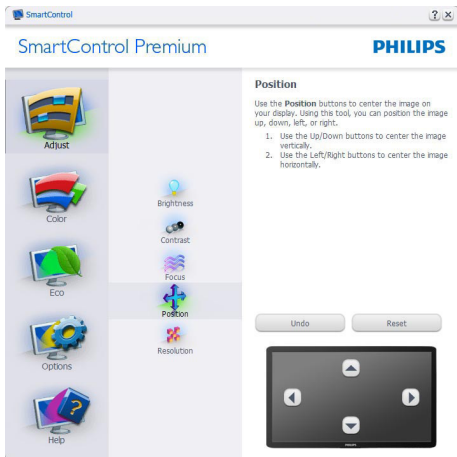 SmartControl
SmartControl Premium
PHILIPS
Adjust
Color
Eco
Options
Help
Brightness
Contrast
Focus
Position
Resolution
Position
Use the Position buttons to center the image on
your display. Using this tool, you can position the image
up, down, left, or right.
1. Use the Up/Down buttons to center the image
vertically.
2. Use the Left/Right buttons to center the image
horizontally.
Undo
Reset
PHILIPS